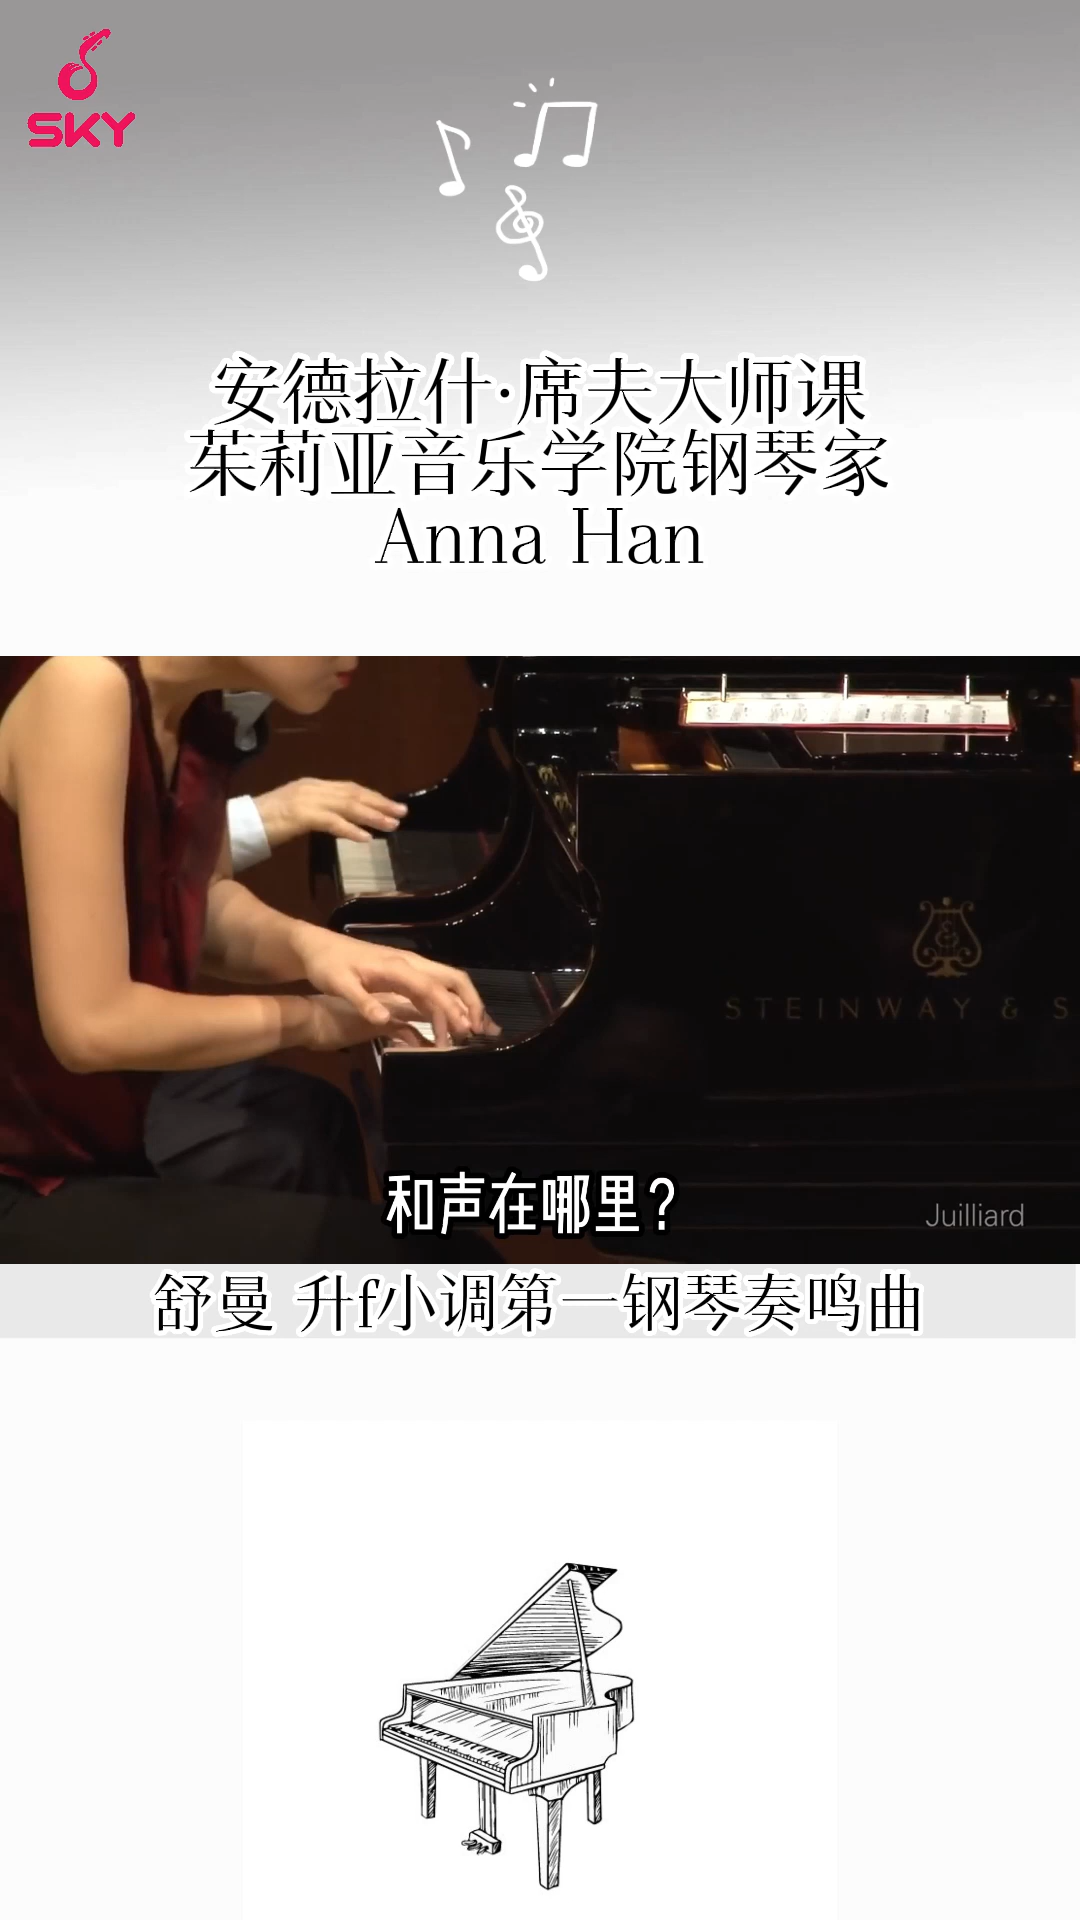 SKY
安德拉什·席夫大师课
茱莉亚音乐学院钢琴家
Anna Han
STEINWAY & S
和声在哪里？
Juilliard
舒曼 升f小调第一钢琴奏鸣曲